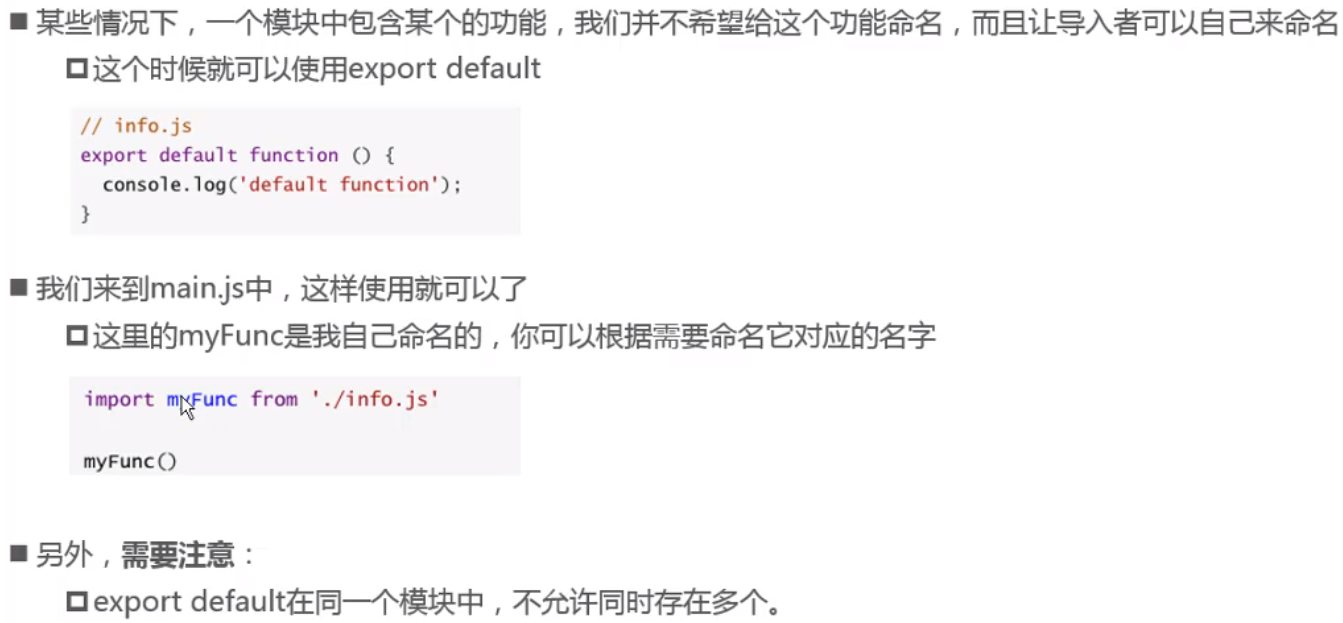 某些情况下，一个模块中包含某个的功能，我们并不希望给这个功能命名，而且让导入者可以自己来命名
这个时候就可以使用export default
// info.js
export default function () {
  console.log('default function');
}
我们来到main.js中，这样使用就可以了
这里的myFunc是我自己命名的，你可以根据需要命名它对应的名字
import myFunc from './info.js'
myFunc()
另外，需要注意：
export default在同一个模块中，不允许同时存在多个。